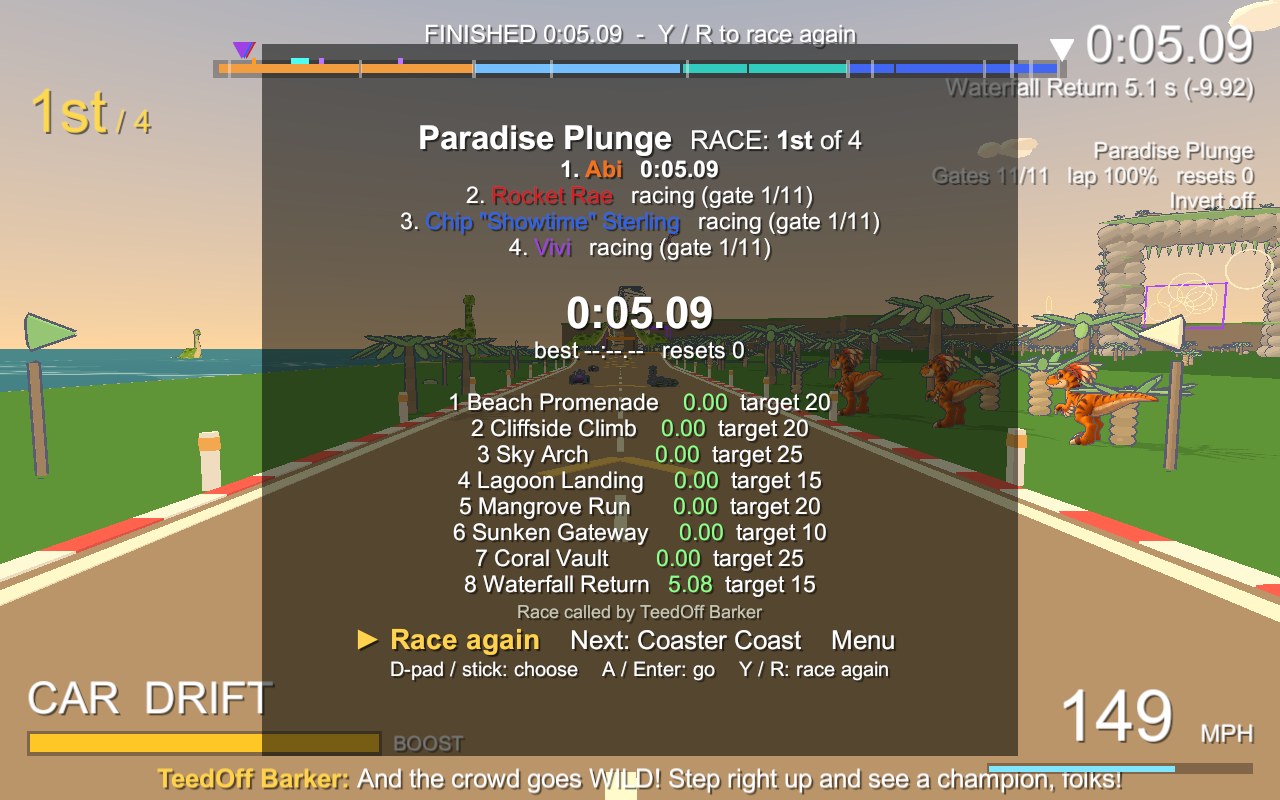 FINISHED 0:05.09 - Y / R to race again
0:05.09
Waterfall Return 5.1 s (-9.92)
1st / 4
Paradise Plunge
Gates 11/11 lap 100% resets 0
Invert off
Paradise Plunge RACE: 1st of 4
1. Abi 0:05.09
2. Rocket Rae racing (gate 1/11)
3. Chip "Showtime" Sterling racing (gate 1/11)
4. Vivi racing (gate 1/11)
0:05.09
best --:--.-- resets 0
1 Beach Promenade 0.00 target 20
2 Cliffside Climb 0.00 target 20
3 Sky Arch 0.00 target 25
4 Lagoon Landing 0.00 target 15
5 Mangrove Run 0.00 target 20
6 Sunken Gateway 0.00 target 10
7 Coral Vault 0.00 target 25
8 Waterfall Return 5.08 target 15
Race called by TeedOff Barker
► Race again Next: Coaster Coast Menu
D-pad / stick: choose A / Enter: go Y / R: race again
CAR DRIFT
BOOST
149 MPH
TeedOff Barker: And the crowd goes WILD! Step right up and see a champion, folks!